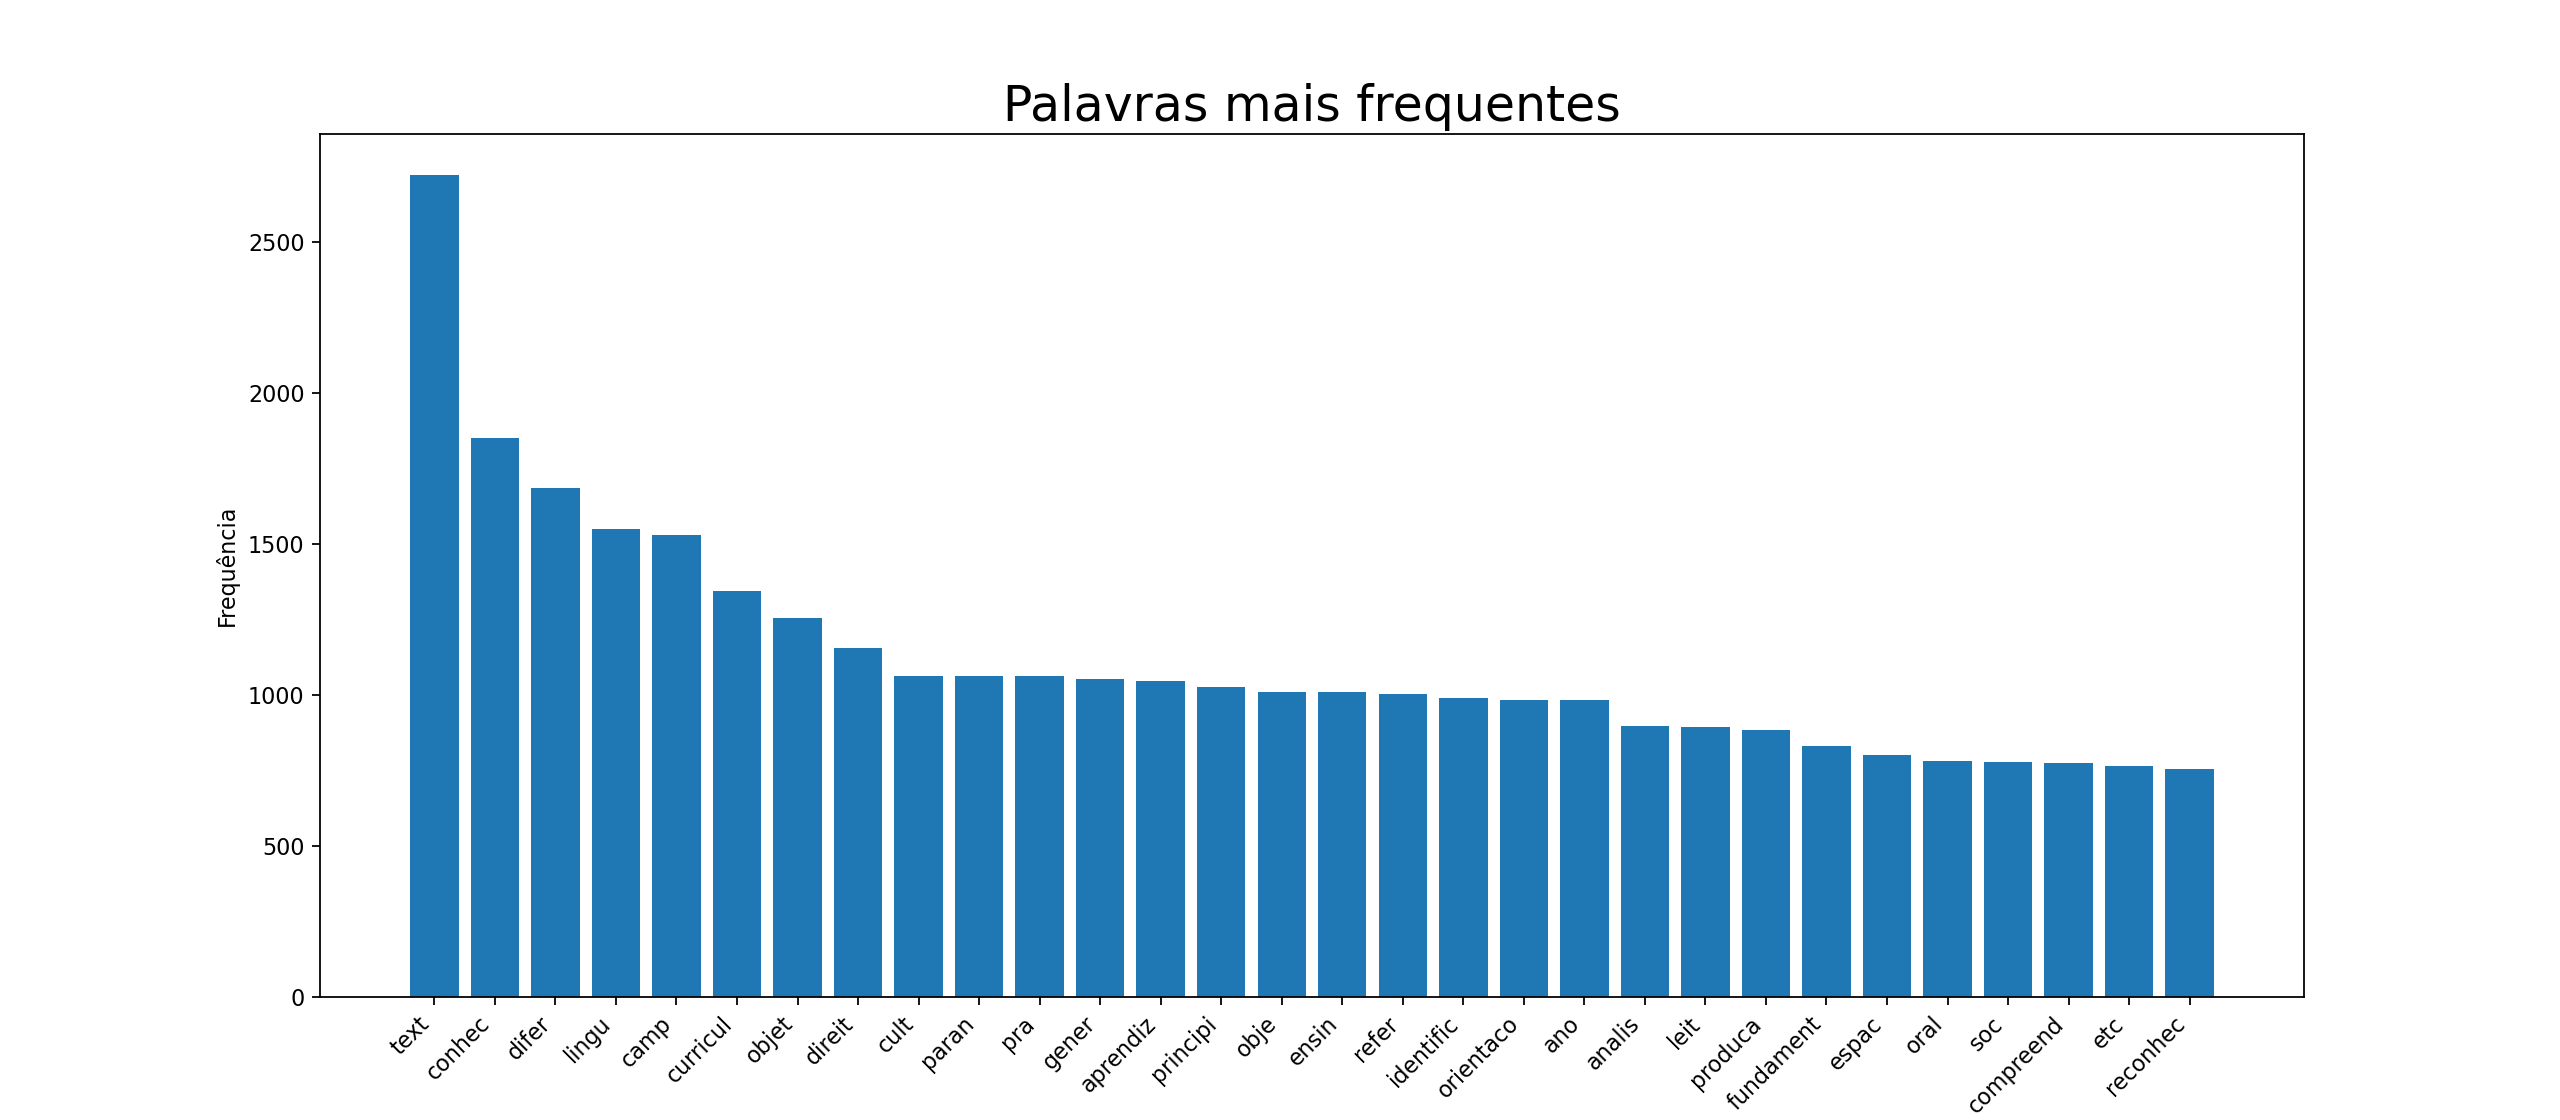 Palavras mais frequentes
Frequência
2500
2000
1500
1000
500
0
text
conhec
difer
lingu
camp
curricul
objet
direit
cult
paran
pra
gener
aprendiz
principi
obje
ensin
refer
identific
orientaco
ano
analis
leit
produca
fundament
espac
oral
soc
compreend
etc
reconhec